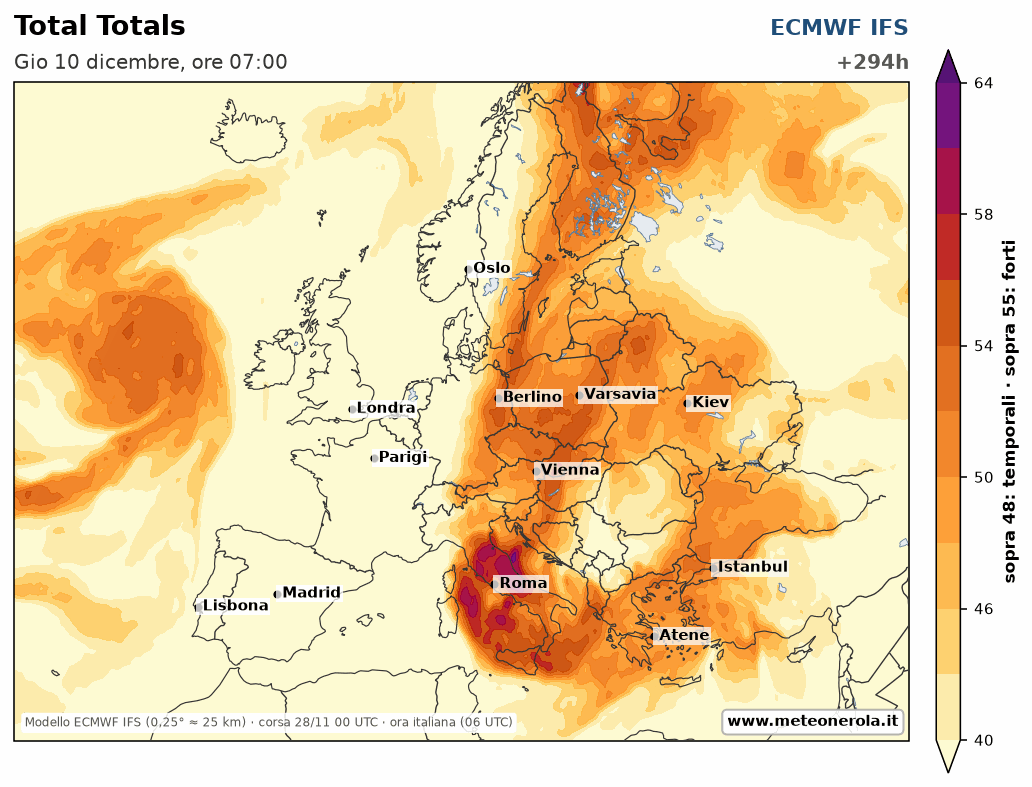 Total Totals
ECMWF IFS
Gio 10 dicembre, ore 07:00
+294h
64
58
54
50
46
40
sopra 48: temporali · sopra 55: forti
Oslo
Berlino
Varsavia
Kiev
Londra
Parigi
Vienna
Istanbul
Roma
Madrid
Lisbona
Atene
Modello ECMWF IFS (0,25° ≈ 25 km) · corsa 28/11 00 UTC · ora italiana (06 UTC)
www.meteonerola.it